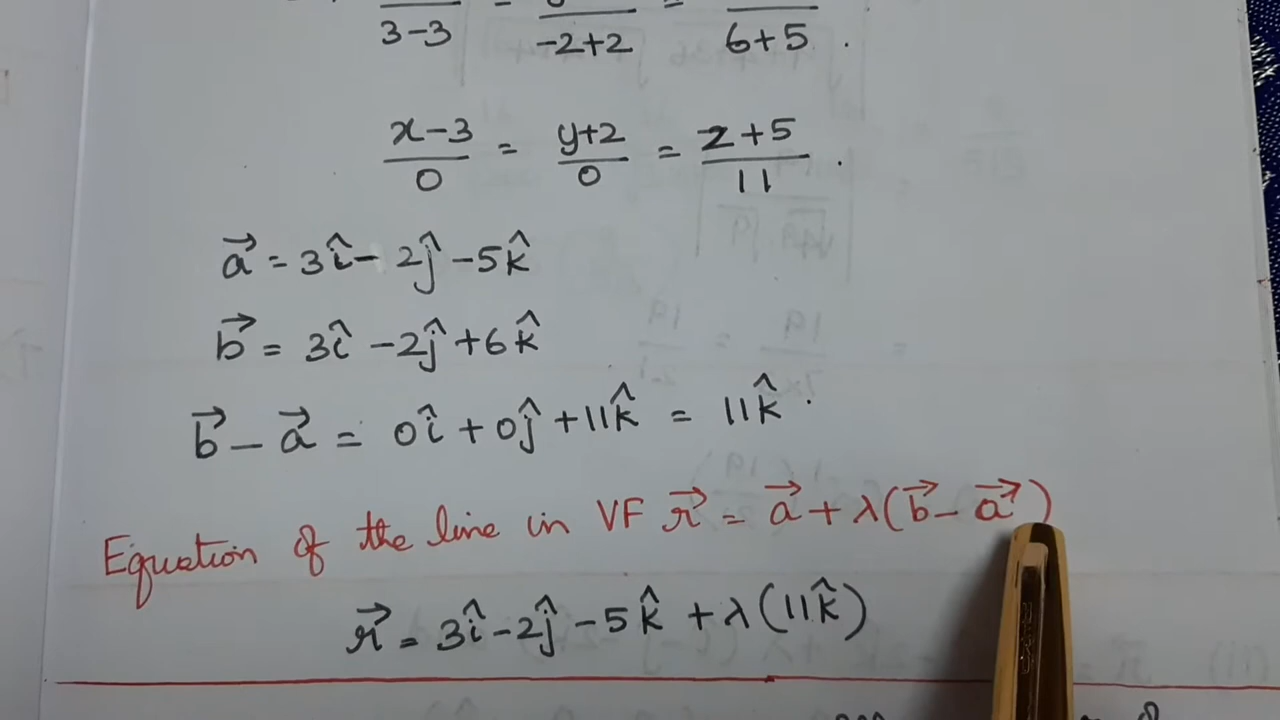 3-3 = -2+2 = 6+5 .
x-3/0 = y+2/0 = z+5/11 .
a⃗ = 3î - 2ĵ - 5k̂
b⃗ = 3î - 2ĵ + 6k̂
b⃗ - a⃗ = 0î + 0ĵ + 11k̂ = 11k̂ .
Equation of the line in VF r⃗ = a⃗ + λ(b⃗ - a⃗)
r⃗ = 3î - 2ĵ - 5k̂ + λ(11k̂)